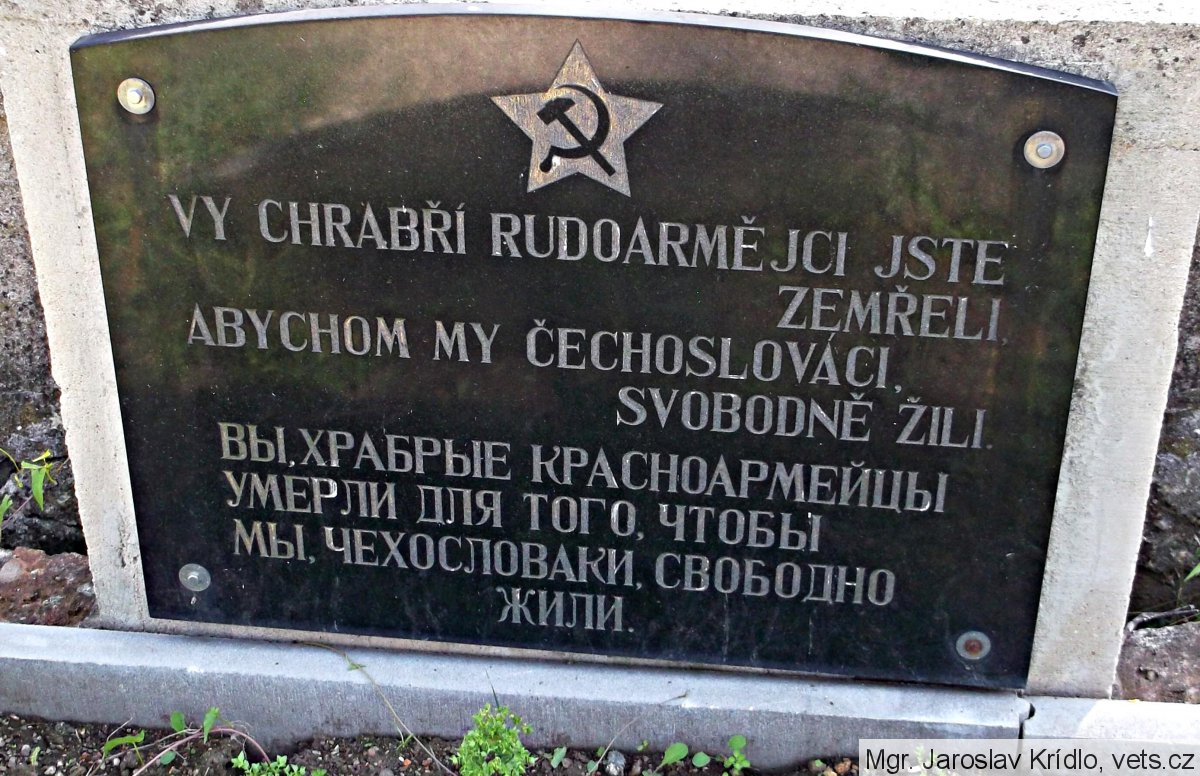 VY CHRABŘÍ RUDOARMĚJCI JSTE
ZEMŘELI,
ABYCHOM MY ČECHOSLOVÁCI,
SVOBODNĚ ŽILI.
ВЫ, ХРАБРЫЕ КРАСНОАРМЕЙЦЫ
УМЕРЛИ ДЛЯ ТОГО, ЧТОБЫ
МЫ, ЧЕХОСЛОВАКИ, СВОБОДНО
ЖИЛИ.
Mgr. Jaroslav Krídlo, vets.cz